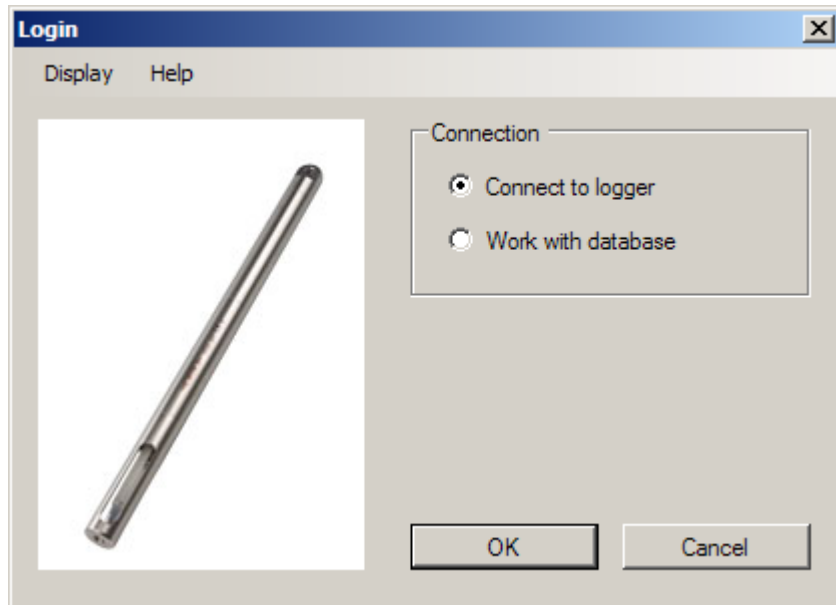 Login
Display Help
Connection
Connect to logger
Work with database
OK Cancel